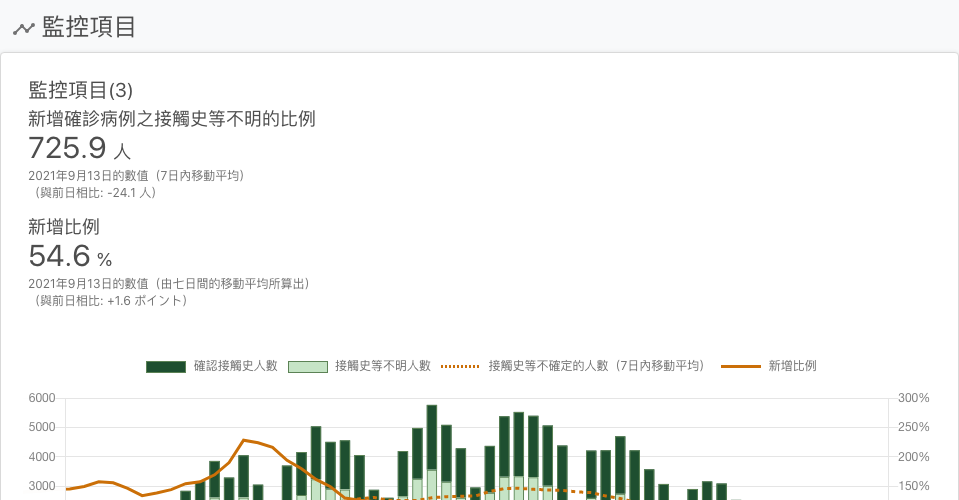 監控項目
監控項目(3)
新增確診病例之接觸史等不明的比例
725.9 人
2021年9月13日的數值（7日內移動平均）
（與前日相比: -24.1 人）
新增比例
54.6 %
2021年9月13日的數值（由七日間的移動平均所算出）
（與前日相比: +1.6 ポイント）
確認接觸史人數 接觸史等不明人數 接觸史等不確定的人數（7日內移動平均） 新增比例
6000 300%
5000 250%
4000 200%
3000 150%